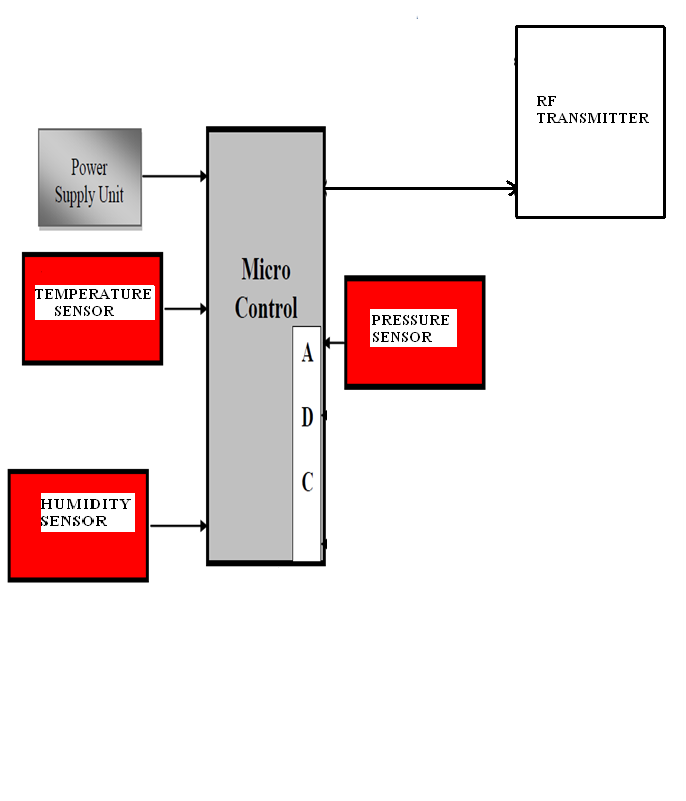 RF
TRANSMITTER
Power
Supply Unit
Micro
Control
TEMPERATURE
SENSOR
PRESSURE
SENSOR
A
D
C
HUMIDITY
SENSOR